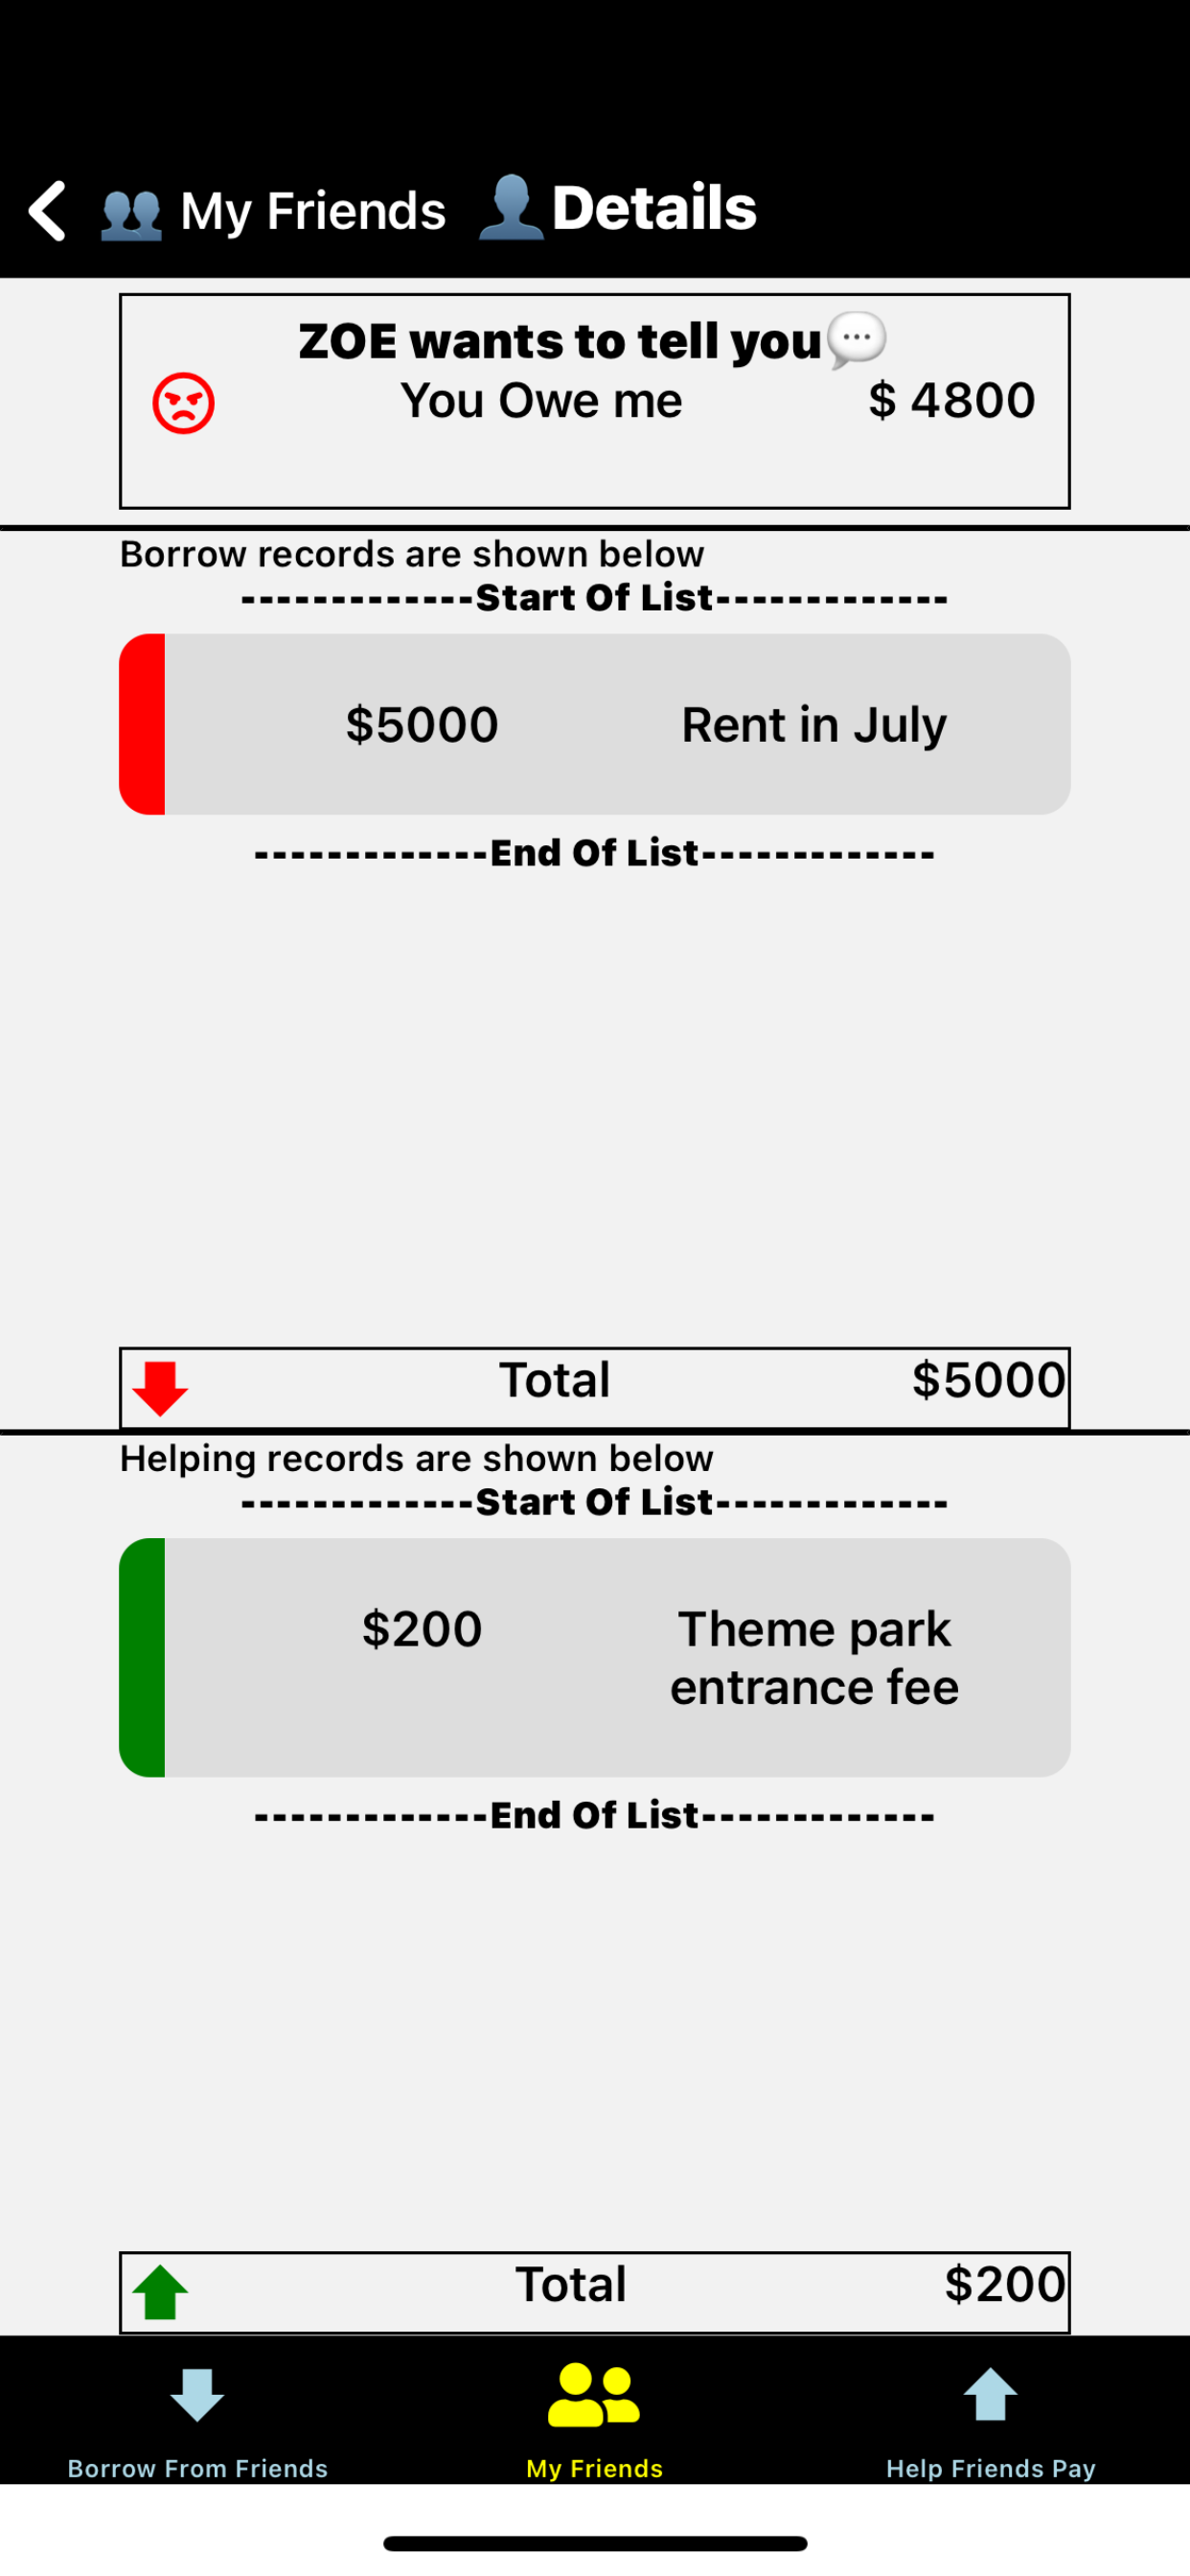 My Friends Details
ZOE wants to tell you
You Owe me $ 4800
Borrow records are shown below
-------------Start Of List-------------
$5000 Rent in July
-------------End Of List-------------
Total $5000
Helping records are shown below
-------------Start Of List-------------
$200 Theme park
entrance fee
-------------End Of List-------------
Total $200
Borrow From Friends My Friends Help Friends Pay